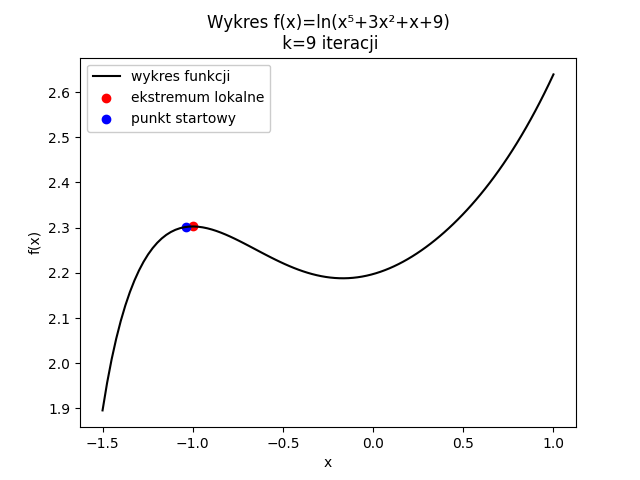 Wykres f(x)=ln(x⁵+3x²+x+9)
k=9 iteracji
wykres funkcji
ekstremum lokalne
punkt startowy
f(x)
2.6
2.5
2.4
2.3
2.2
2.1
2.0
1.9
−1.5 −1.0 −0.5 0.0 0.5 1.0
x